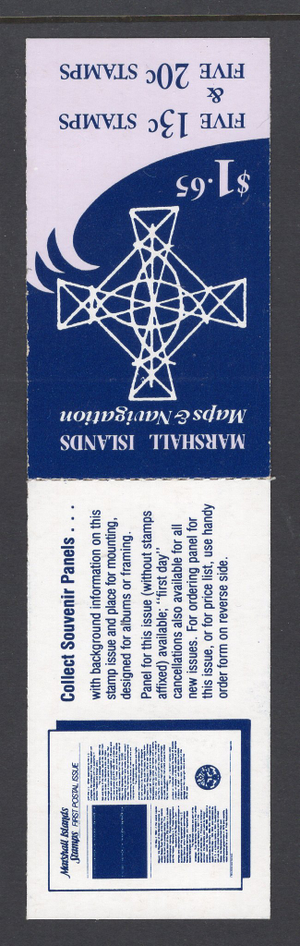 MARSHALL ISLANDS
Maps & Navigation
$1.65
FIVE 13c STAMPS
&
FIVE 20c STAMPS
Collect Souvenir Panels . . .
with background information on this
stamp issue and place for mounting,
designed for albums or framing.
Panel for this issue (without stamps
affixed) available; "first day"
cancellations also available for all
new issues. For ordering panel for
this issue, or for price list, use handy
order form on reverse side.
Marshall Islands
Stamps FIRST POSTAL ISSUE